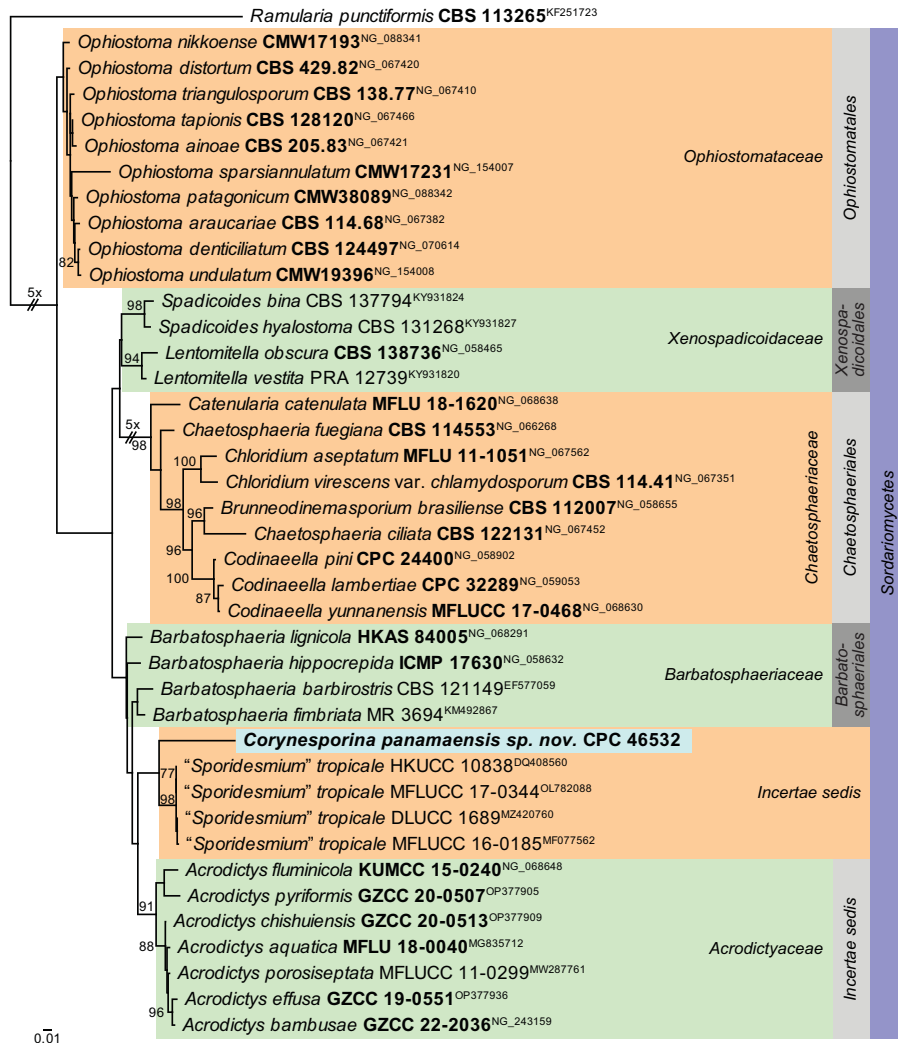 Ramularia punctiformis CBS 113265KF251723
Ophiostoma nikkoense CMW17193NG_088341
Ophiostoma distortum CBS 429.82NG_067420
Ophiostoma triangulosporum CBS 138.77NG_067410
Ophiostoma tapionis CBS 128120NG_067466
Ophiostoma ainoae CBS 205.83NG_067421
Ophiostoma sparsiannulatum CMW17231NG_154007
Ophiostoma patagonicum CMW38089NG_088342
Ophiostoma araucariae CBS 114.68NG_067382
Ophiostoma denticiliatum CBS 124497NG_070614
82
Ophiostoma undulatum CMW19396NG_154008
Ophiostomataceae
Ophiostomatales
5x
98
Spadicoides bina CBS 137794KY931824
Spadicoides hyalostoma CBS 131268KY931827
94
Lentomitella obscura CBS 138736NG_058465
Lentomitella vestita PRA 12739KY931820
Xenospadicoidaceae
Xenospa-
dicoidales
5x
98
Catenularia catenulata MFLU 18-1620NG_068638
Chaetosphaeria fuegiana CBS 114553NG_066268
100
Chloridium aseptatum MFLU 11-1051NG_067562
Chloridium virescens var. chlamydosporum CBS 114.41NG_067351
98
96
Brunneodinemasporium brasiliense CBS 112007NG_058655
Chaetosphaeria ciliata CBS 122131NG_067452
96
Codinaeella pini CPC 24400NG_058902
100
Codinaeella lambertiae CPC 32289NG_059053
87
Codinaeella yunnanensis MFLUCC 17-0468NG_068630
Chaetosphaeriaceae
Chaetosphaeriales
Sordariomycetes
Barbatosphaeria lignicola HKAS 84005NG_068291
Barbatosphaeria hippocrepida ICMP 17630NG_058632
Barbatosphaeria barbirostris CBS 121149EF577059
Barbatosphaeria fimbriata MR 3694KM492867
Barbatosphaeriaceae
Barbato-
sphaeriales
Corynesporina panamaensis sp. nov. CPC 46532
77
"Sporidesmium" tropicale HKUCC 10838DQ408560
"Sporidesmium" tropicale MFLUCC 17-0344OL782088
98
"Sporidesmium" tropicale DLUCC 1689MZ420760
"Sporidesmium" tropicale MFLUCC 16-0185MF077562
Incertae sedis
Acrodictys fluminicola KUMCC 15-0240NG_068648
Acrodictys pyriformis GZCC 20-0507OP377905
91
Acrodictys chishuiensis GZCC 20-0513OP377909
88
Acrodictys aquatica MFLU 18-0040MG835712
Acrodictys porosiseptata MFLUCC 11-0299MW287761
Acrodictys effusa GZCC 19-0551OP377936
96
Acrodictys bambusae GZCC 22-2036NG_243159
Acrodictyaceae
Incertae sedis
0.01